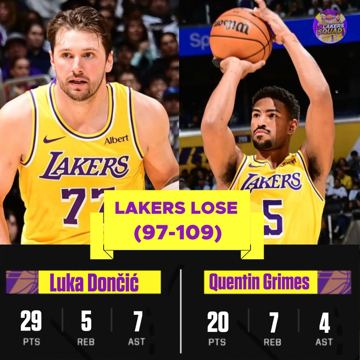 LAKERS
Albert
LAKERS
77
LAKERS
5
LAKERS LOSE
(97-109)
Luka Dončić
Quentin Grimes
29
5
7
20
7
4
PTS
REB
AST
PTS
REB
AST